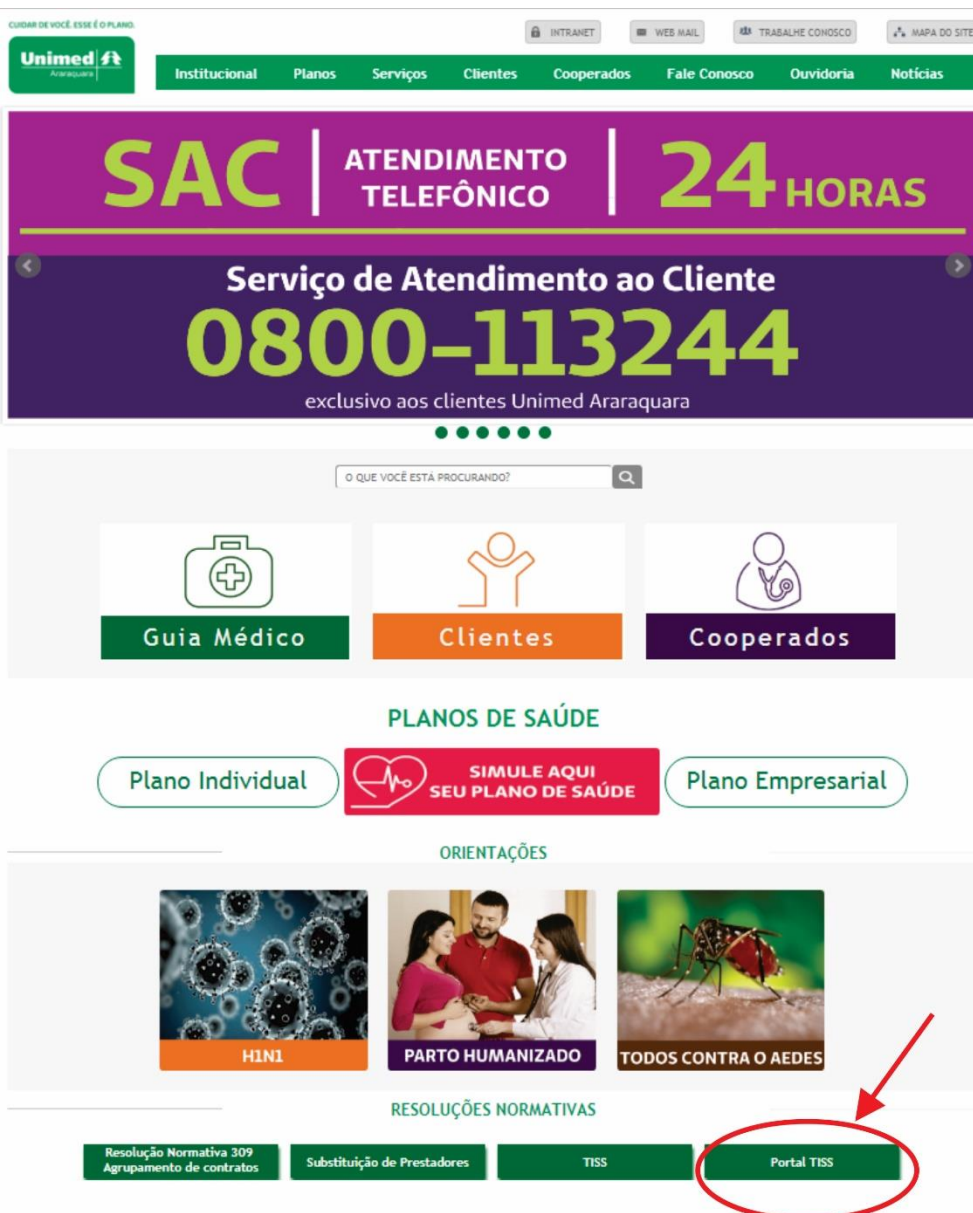 CUIDAR DE VOCÊ. ESSE É O PLANO.
INTRANET
WEB MAIL
TRABALHE CONOSCO
MAPA DO SITE
Unimed
Araraquara
Institucional
Planos
Serviços
Clientes
Cooperados
Fale Conosco
Ouvidoria
Notícias
SAC
ATENDIMENTO
TELEFÔNICO
24 HORAS
Serviço de Atendimento ao Cliente
0800-113244
exclusivo aos clientes Unimed Araraquara
O QUE VOCÊ ESTÁ PROCURANDO?
Guia Médico
Clientes
Cooperados
PLANOS DE SAÚDE
Plano Individual
SIMULE AQUI
SEU PLANO DE SAÚDE
Plano Empresarial
ORIENTAÇÕES
H1N1
PARTO HUMANIZADO
TODOS CONTRA O AEDES
RESOLUÇÕES NORMATIVAS
Resolução Normativa 309
Agrupamento de contratos
Substituição de Prestadores
TISS
Portal TISS